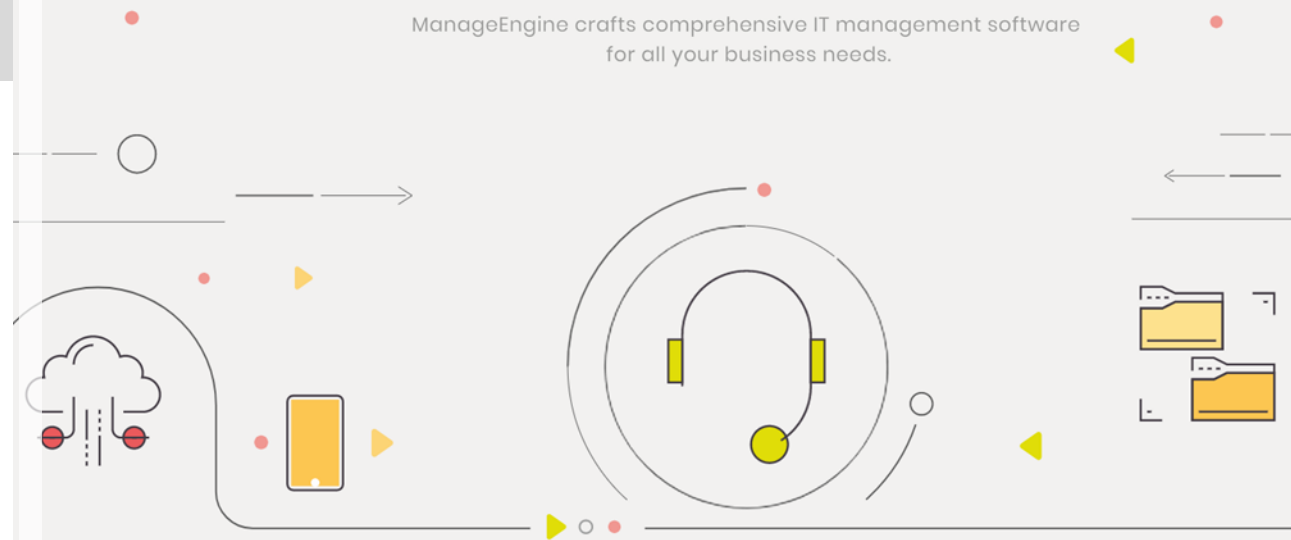 ManageEngine crafts comprehensive IT management software
for all your business needs.